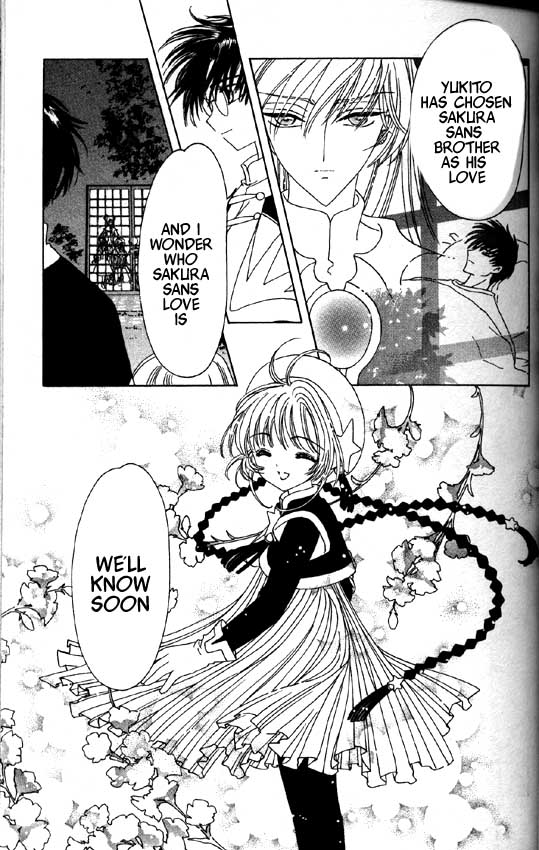 YUKITO
HAS CHOSEN
SAKURA
SANS
BROTHER
AS HIS
LOVE
AND I
WONDER
WHO
SAKURA
SANS
LOVE
IS
WE'LL
KNOW
SOON